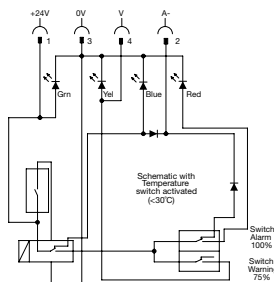 +24V 0V V A-
1 3 4 2
Grn Yel Blue Red
Schematic with
Temperature
switch activated
(<30°C)
Switch
Alarm
100%
Switch
Warning
75%